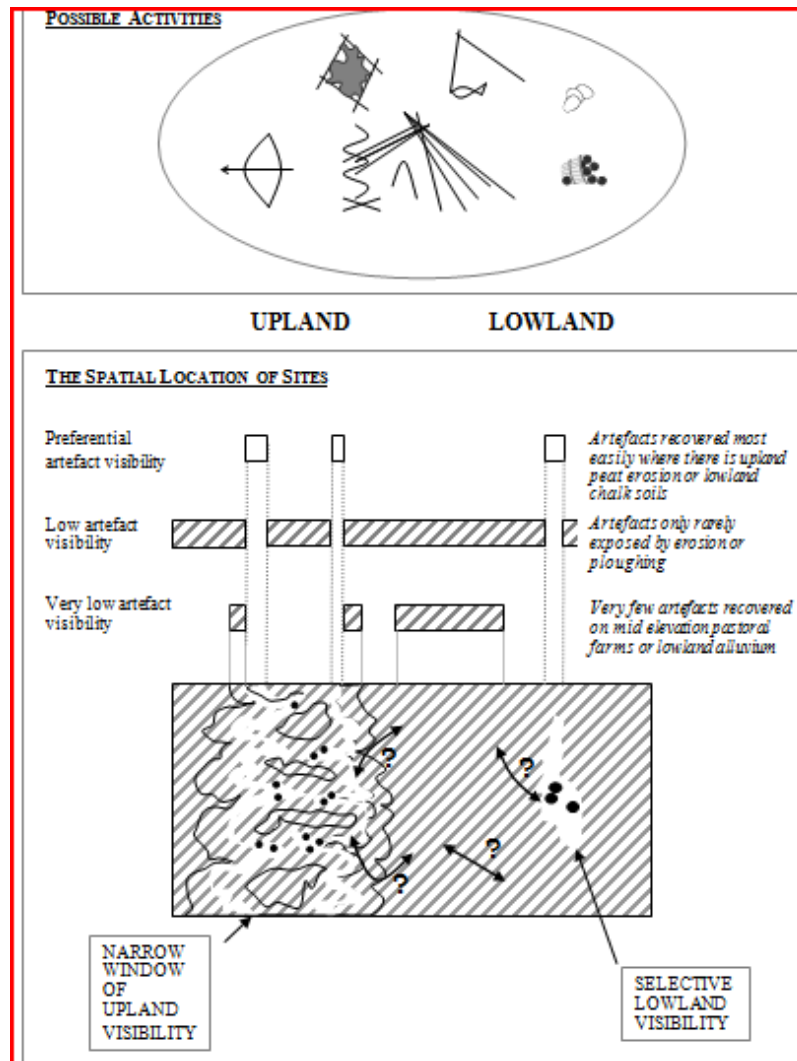 POSSIBLE ACTIVITIES
UPLAND LOWLAND
THE SPATIAL LOCATION OF SITES
Preferential
artefact visibility
Artefacts recovered most
easily where there is upland
peat erosion or lowland
chalk soils
Low artefact
visibility
Artefacts only rarely
exposed by erosion or
ploughing
Very low artefact
visibility
Very few artefacts recovered
on mid elevation pastoral
farms or lowland alluvium
?
?
?
?
NARROW
WINDOW
OF
UPLAND
VISIBILITY
SELECTIVE
LOWLAND
VISIBILITY